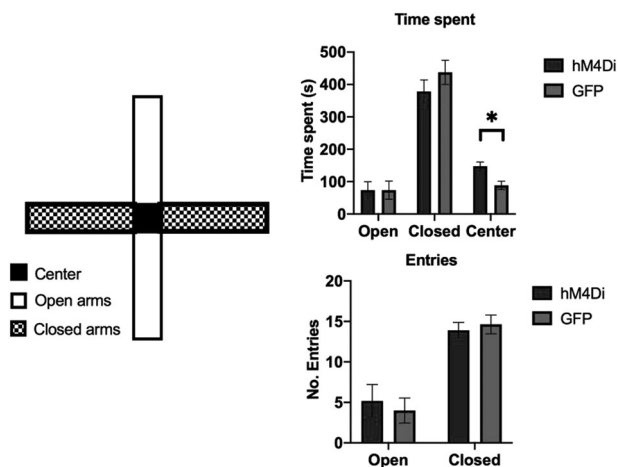 Center
Open arms
Closed arms
Time spent
Time spent (s)
500
400
300
200
100
0
*
Open Closed Center
hM4Di
GFP
Entries
No. Entries
20
15
10
5
0
Open Closed
hM4Di
GFP